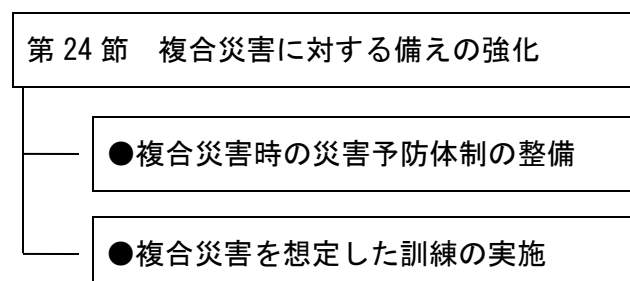 第 24 節　複合災害に対する備えの強化
●複合災害時の災害予防体制の整備
●複合災害を想定した訓練の実施